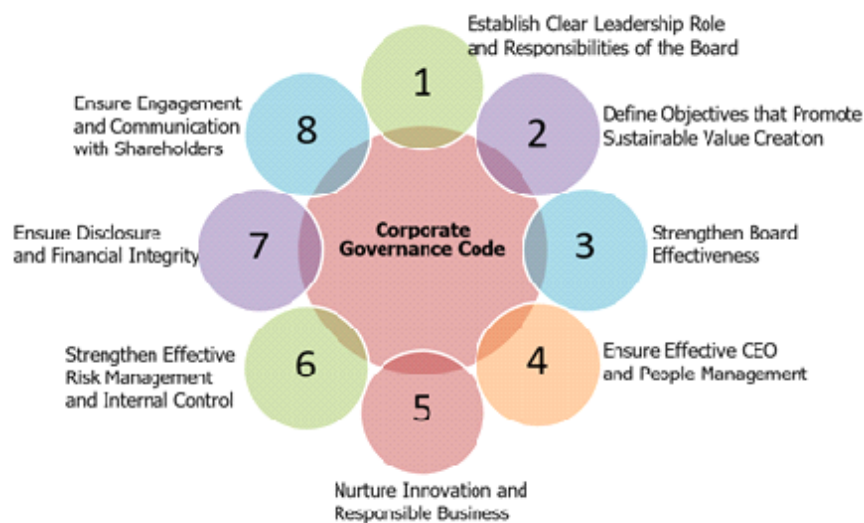 Corporate
Governance Code
1
Establish Clear Leadership Role
and Responsibilities of the Board
2
Define Objectives that Promote
Sustainable Value Creation
3
Strengthen Board
Effectiveness
4
Ensure Effective CEO
and People Management
5
Nurture Innovation and
Responsible Business
6
Strengthen Effective
Risk Management
and Internal Control
7
Ensure Disclosure
and Financial Integrity
8
Ensure Engagement
and Communication
with Shareholders